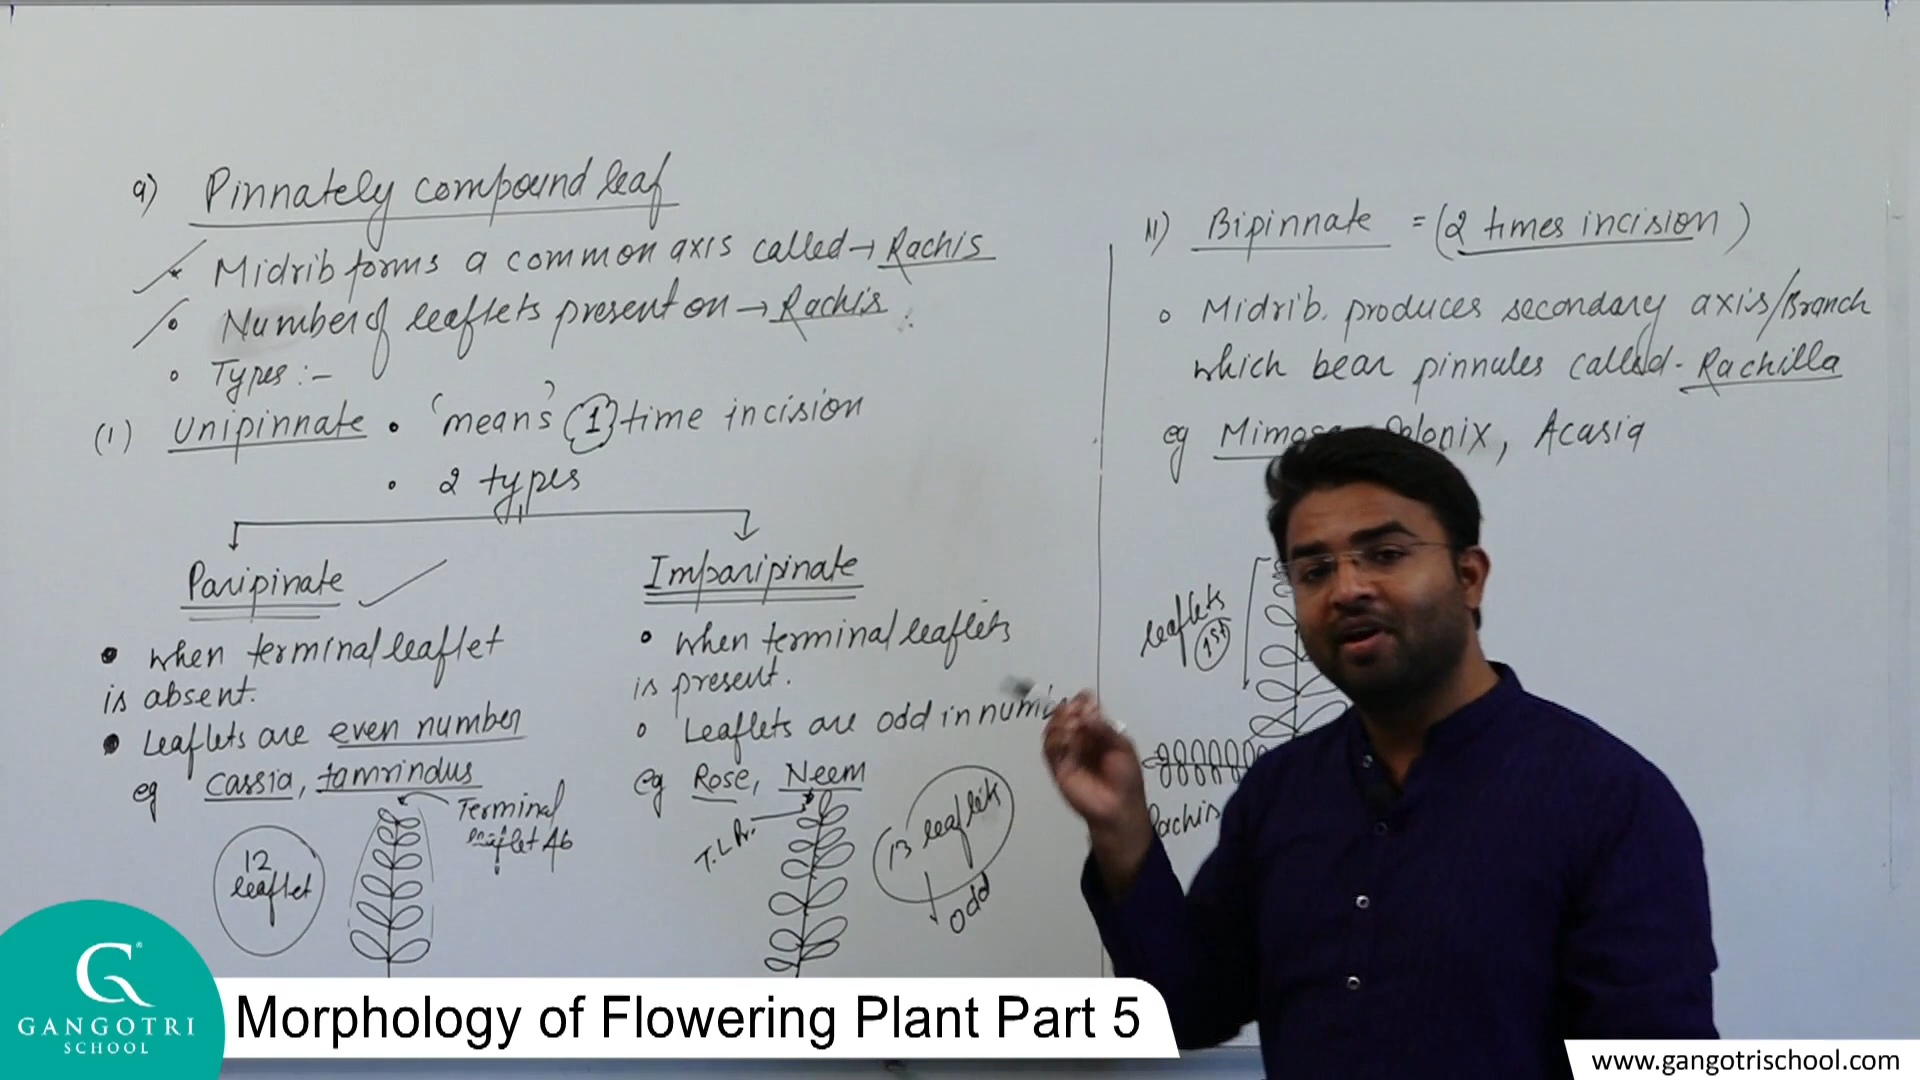 a) Pinnately compound leaf
* Midrib forms a common axis called → Rachis
• Number of leaflets present on → Rachis.
• Types :-
(1) Unipinnate • 'means' 1 time incision
• 2 types
Paripinate
• when terminal leaflet
is absent.
• Leaflets are even number
eg Cassia, tamrindus
Terminal
leaflet Ab
12
leaflet
Imparipinate
• when terminal leaflets
is present.
• Leaflets are odd in num
eg Rose, Neem
T.L Pr.
13 leaflets
odd
II) Bipinnate = (2 times incision)
• Midrib. produces secondary axis/Branch
which bear pinnules called - Rachilla
eg Mimosa, Delonix, Acasia
leaflets
1st
Rachis
GANGOTRI
SCHOOL
Morphology of Flowering Plant Part 5
www.gangotrischool.com